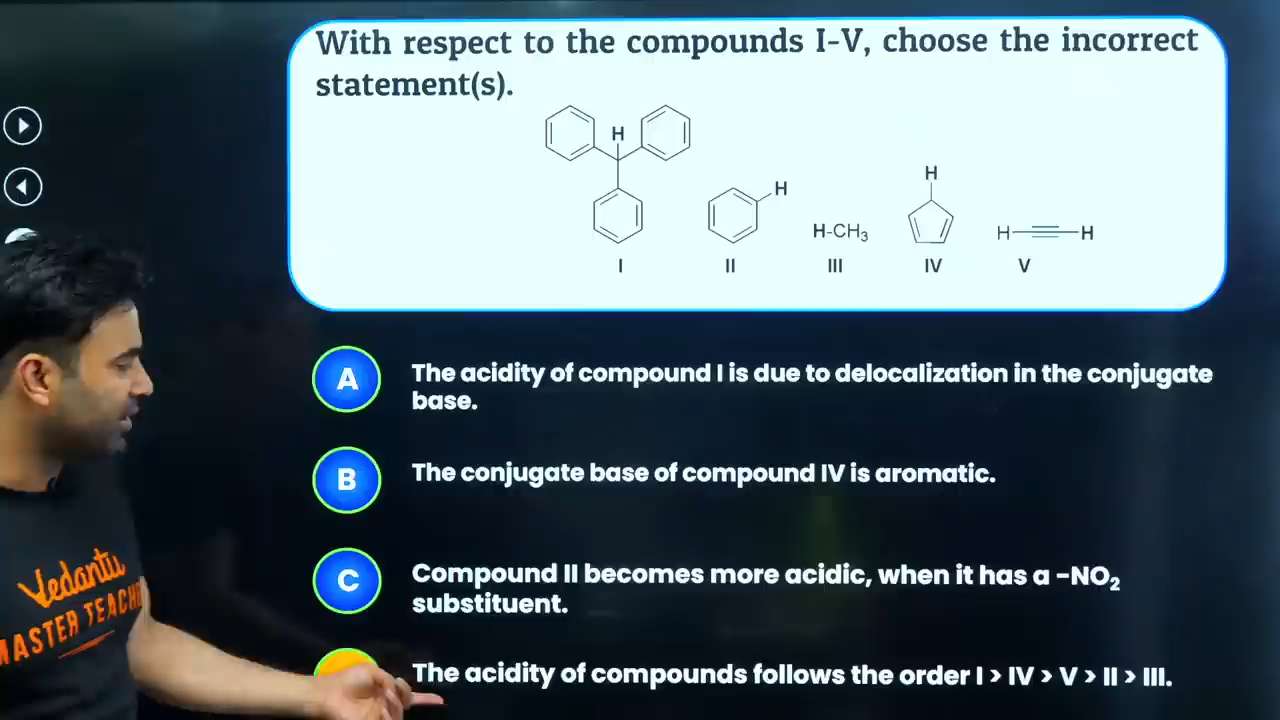 With respect to the compounds I-V, choose the incorrect
statement(s).
H
H
H-CH₃
H
H
H
I
II
III
IV
V
A
The acidity of compound I is due to delocalization in the conjugate
base.
B
The conjugate base of compound IV is aromatic.
C
Compound II becomes more acidic, when it has a -NO₂
substituent.
The acidity of compounds follows the order I > IV > V > II > III.
Vedantu
MASTER